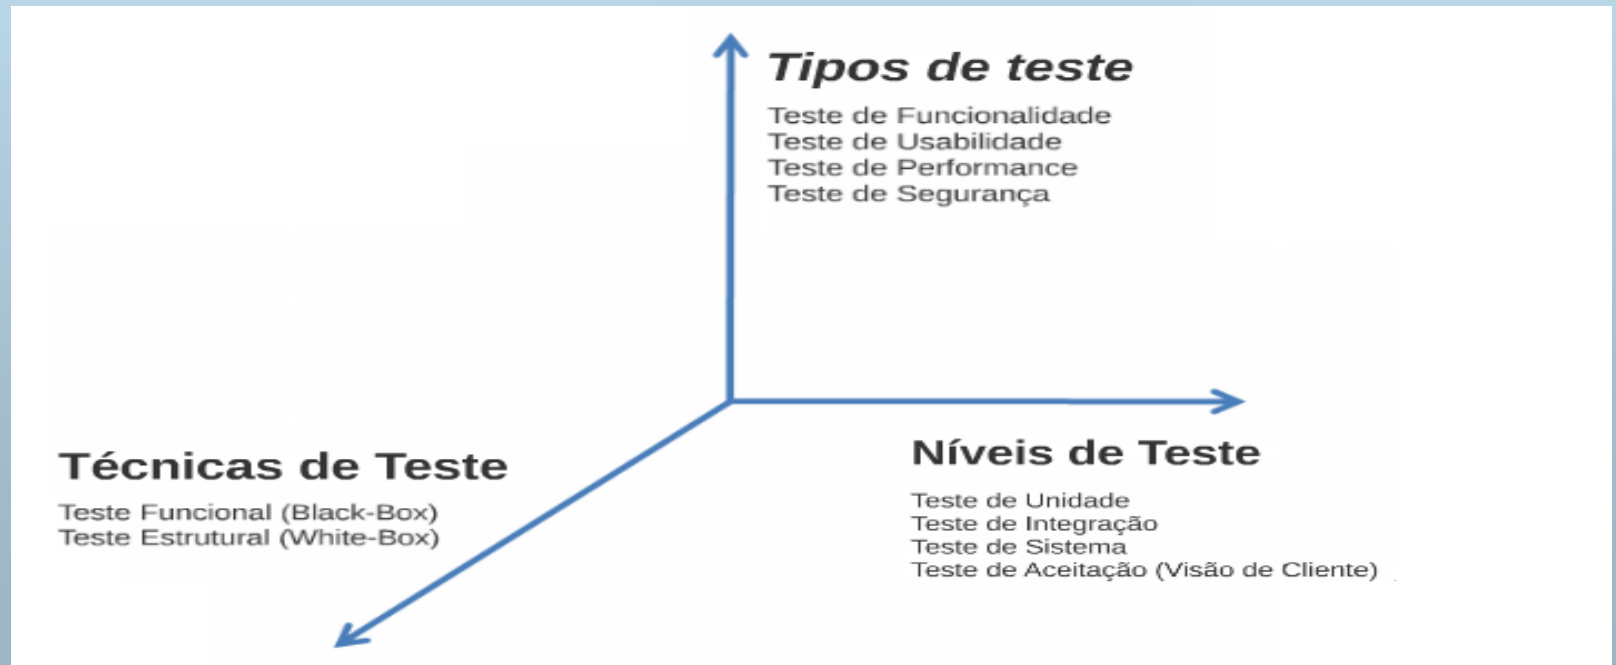 Tipos de teste
Teste de Funcionalidade
Teste de Usabilidade
Teste de Performance
Teste de Segurança
Técnicas de Teste
Teste Funcional (Black-Box)
Teste Estrutural (White-Box)
Níveis de Teste
Teste de Unidade
Teste de Integração
Teste de Sistema
Teste de Aceitação (Visão de Cliente)